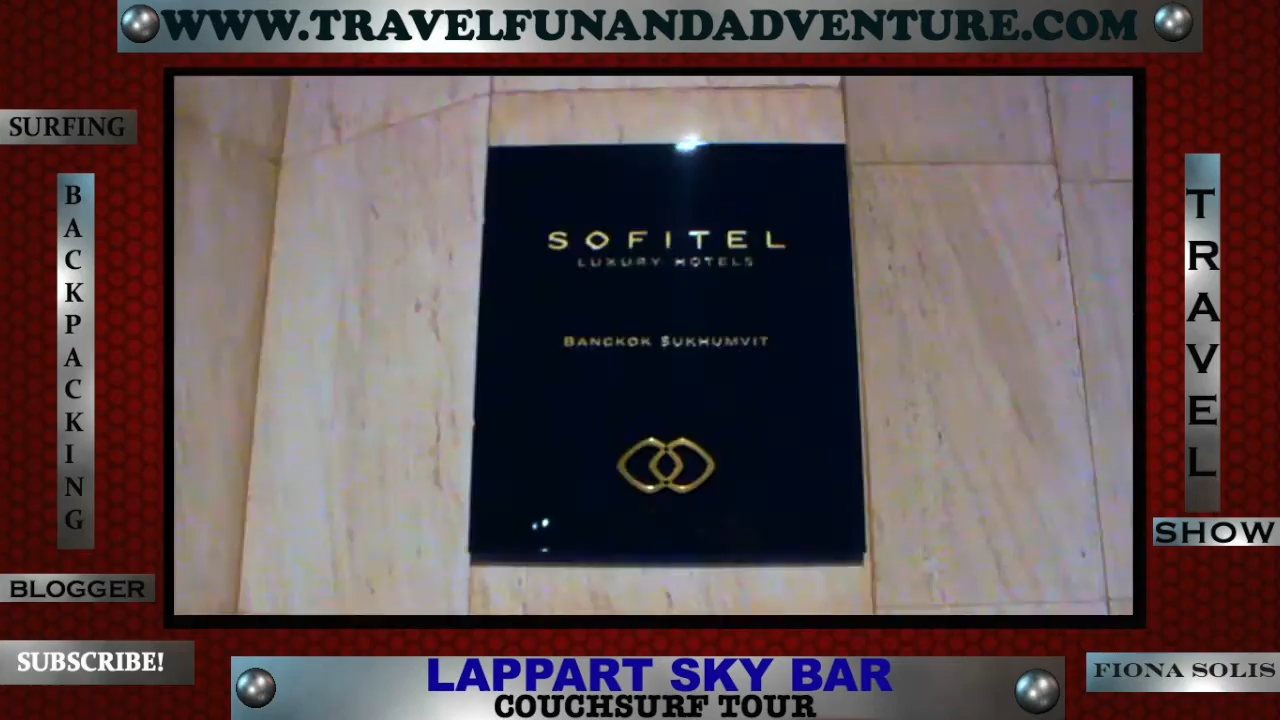 WWW.TRAVELFUNANDADVENTURE.COM
SURFING
BACKPACKING
BLOGGER
SUBSCRIBE!
SOFITEL
LUXURY HOTELS
BANGKOK SUKHUMVIT
TRAVEL
SHOW
FIONA SOLIS
LAPPART SKY BAR
COUCHSURF TOUR